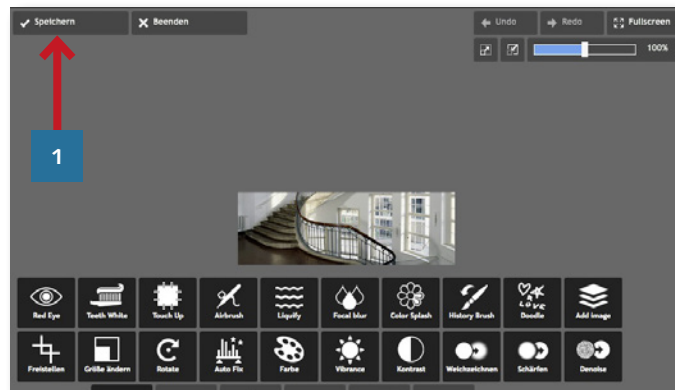 Speichern
Beenden
Undo
Redo
Fullscreen
100%
1
Red Eye
Teeth White
Touch Up
Airbrush
Liquify
Focal blur
Color Splash
History Brush
LOVE
Doodle
Add image
Freistellen
Größe ändern
Rotate
Auto Fix
Farbe
Vibrance
Kontrast
Weichzeichnen
Schärfen
Denoise